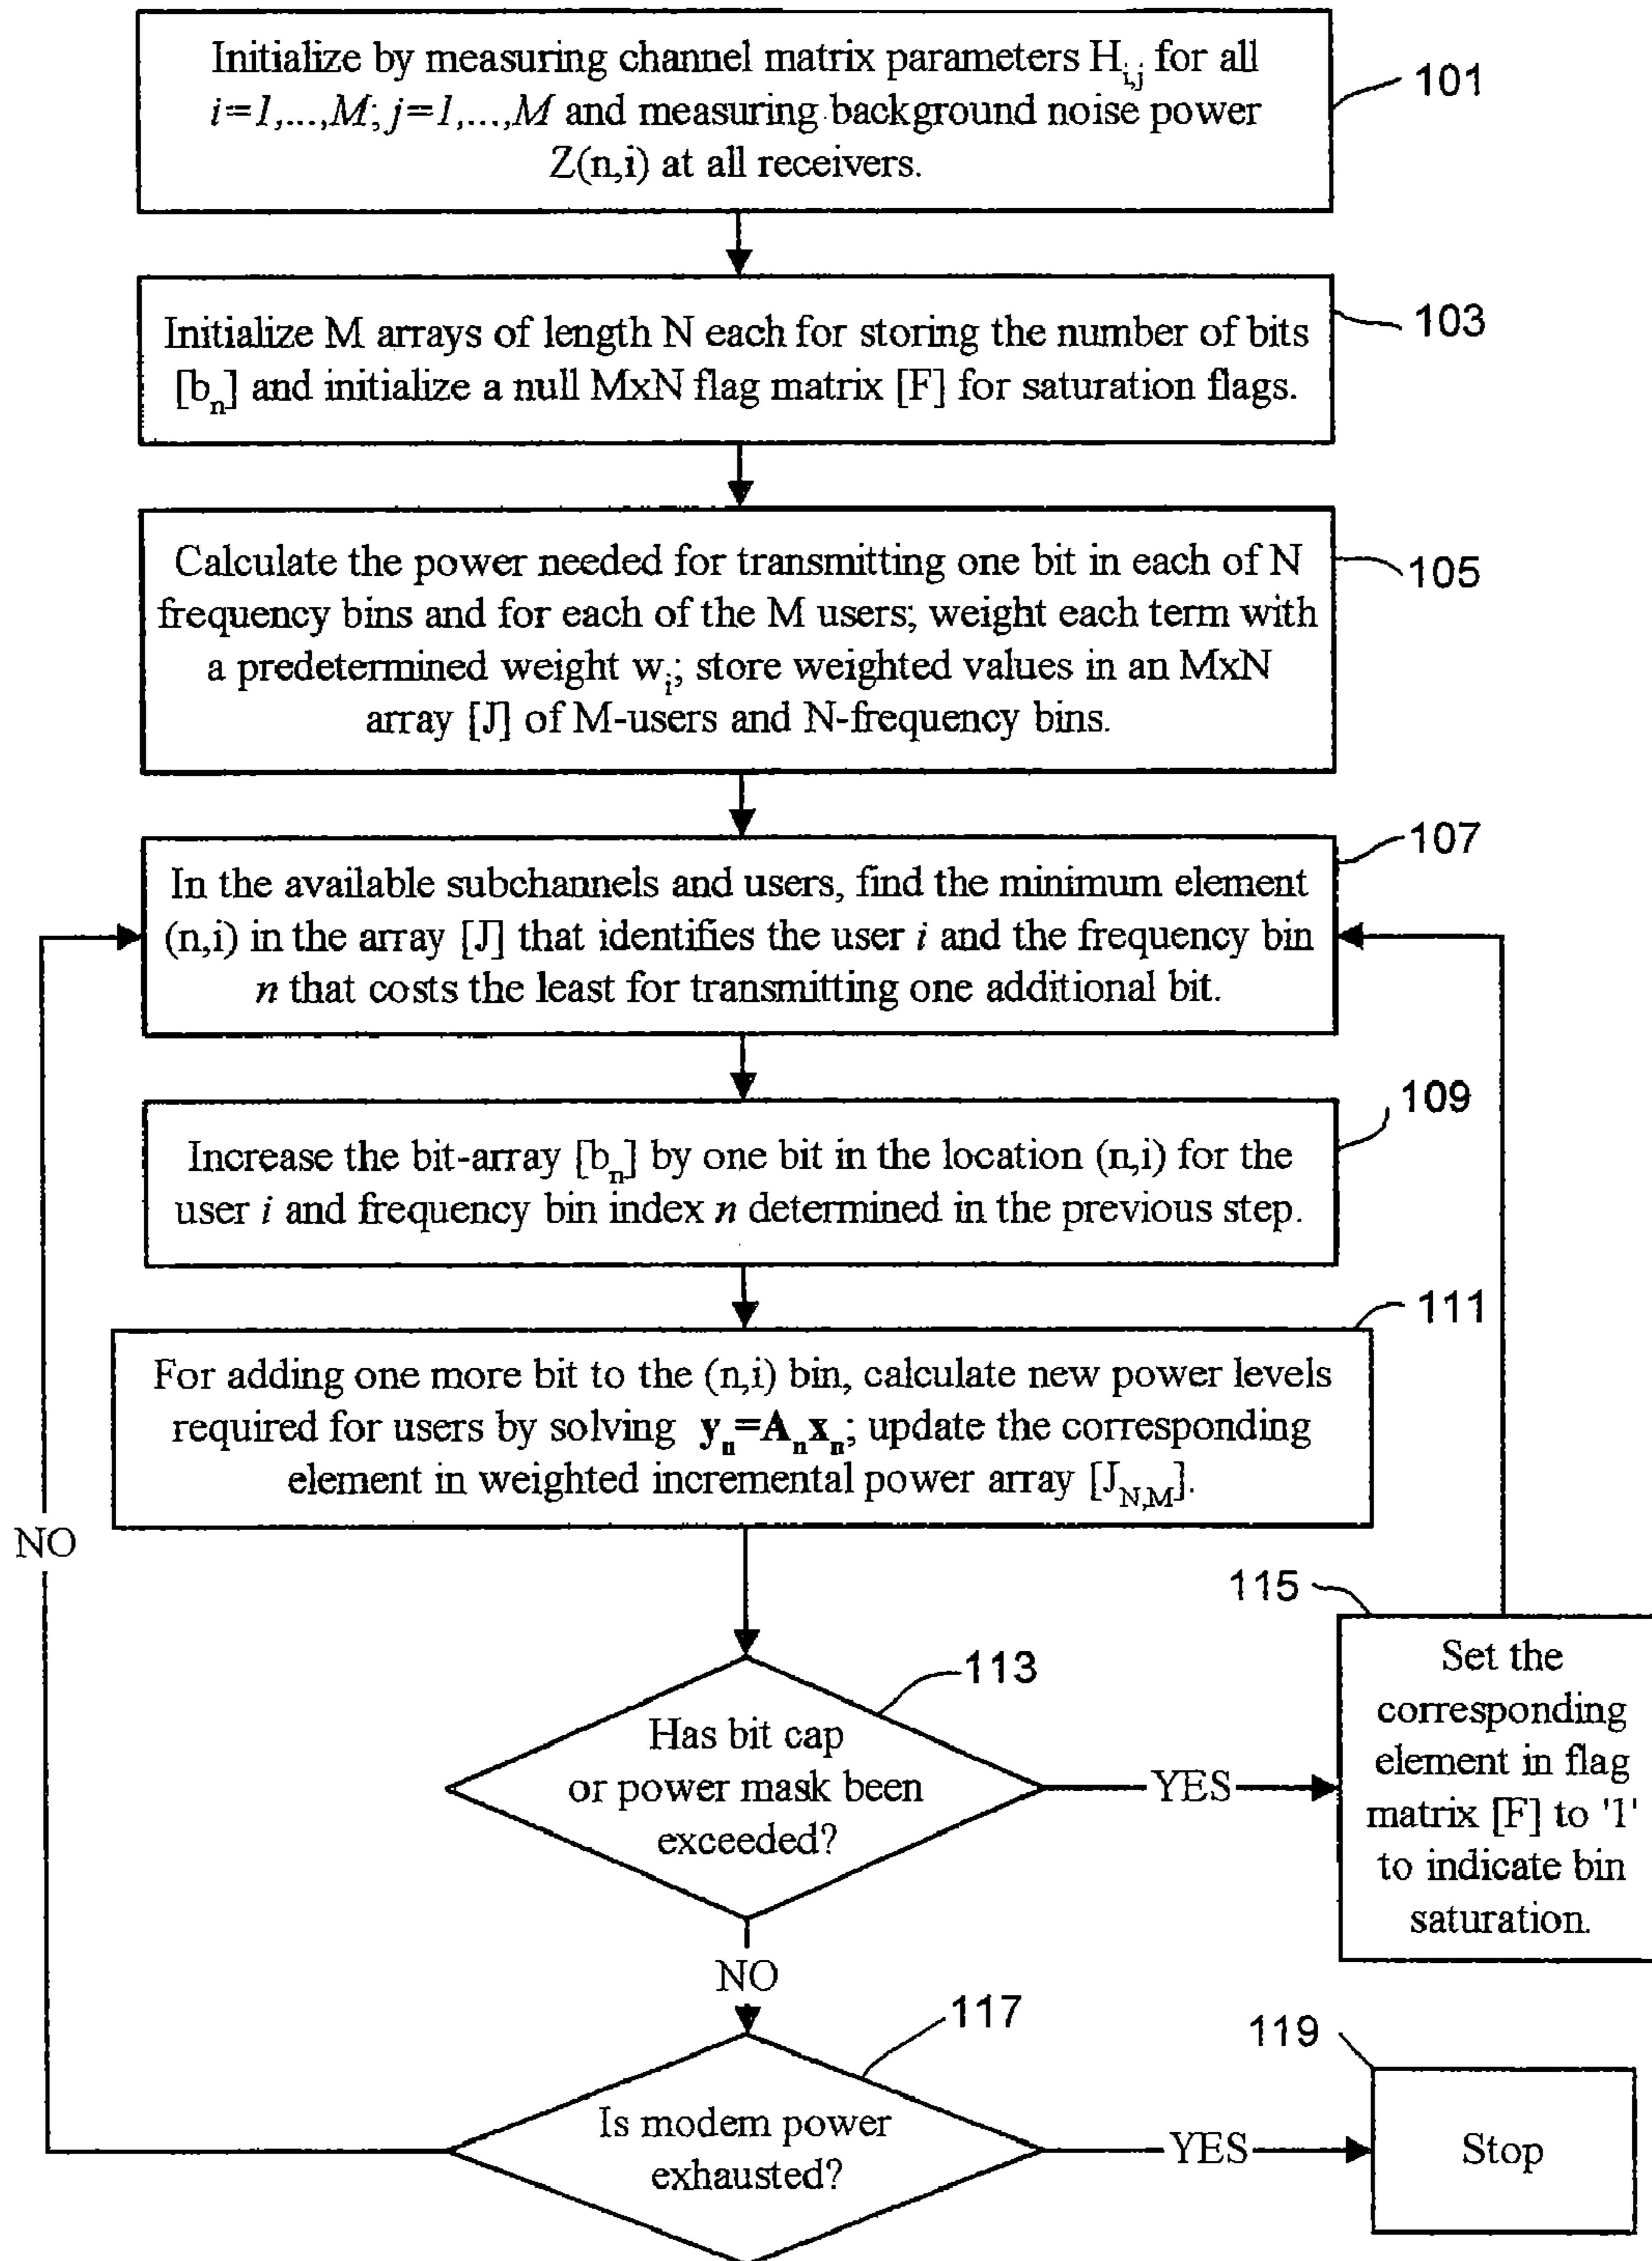 Initialize by measuring channel matrix parameters H_i,j for all
i=1,...,M; j=1,...,M and measuring background noise power
Z(n,i) at all receivers.
101
Initialize M arrays of length N each for storing the number of bits
[b_n] and initialize a null MxN flag matrix [F] for saturation flags.
103
Calculate the power needed for transmitting one bit in each of N
frequency bins and for each of the M users; weight each term with
a predetermined weight w_i; store weighted values in an MxN
array [J] of M-users and N-frequency bins.
105
In the available subchannels and users, find the minimum element
(n,i) in the array [J] that identifies the user i and the frequency bin
n that costs the least for transmitting one additional bit.
107
Increase the bit-array [b_n] by one bit in the location (n,i) for the
user i and frequency bin index n determined in the previous step.
109
For adding one more bit to the (n,i) bin, calculate new power levels
required for users by solving y_n=A_nx_n; update the corresponding
element in weighted incremental power array [J_N,M].
111
NO
Has bit cap
or power mask been
exceeded?
113
YES
115
Set the
corresponding
element in flag
matrix [F] to '1'
to indicate bin
saturation.
NO
Is modem power
exhausted?
117
YES
119
Stop